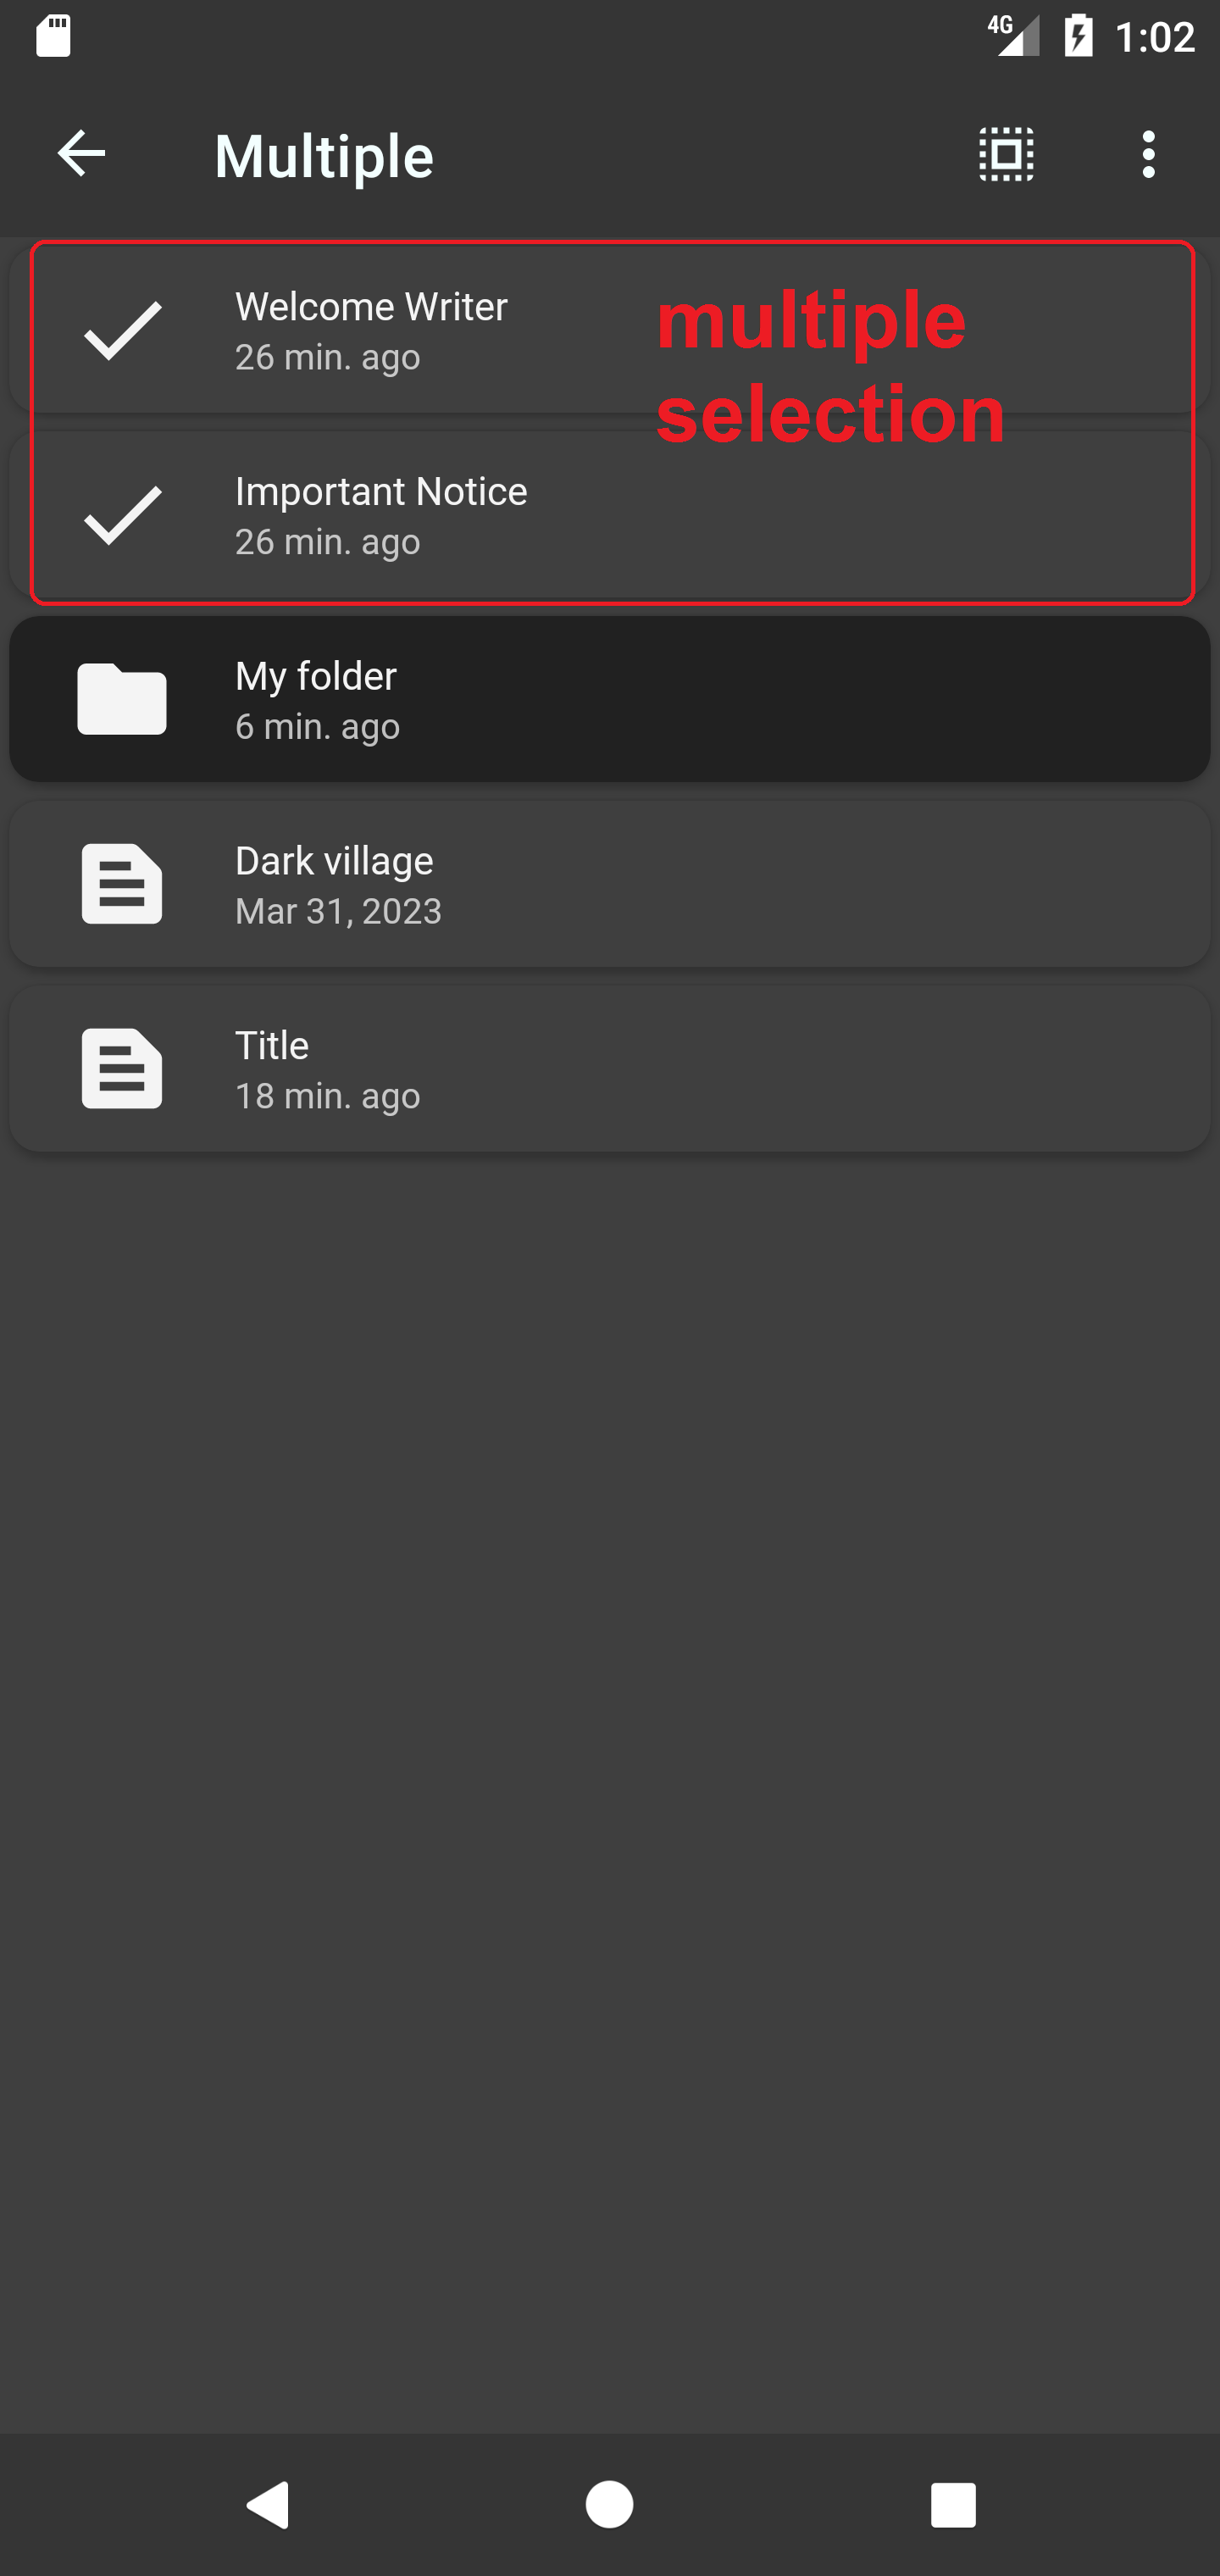 4G 1:02
Multiple
Welcome Writer
26 min. ago
multiple
selection
Important Notice
26 min. ago
My folder
6 min. ago
Dark village
Mar 31, 2023
Title
18 min. ago